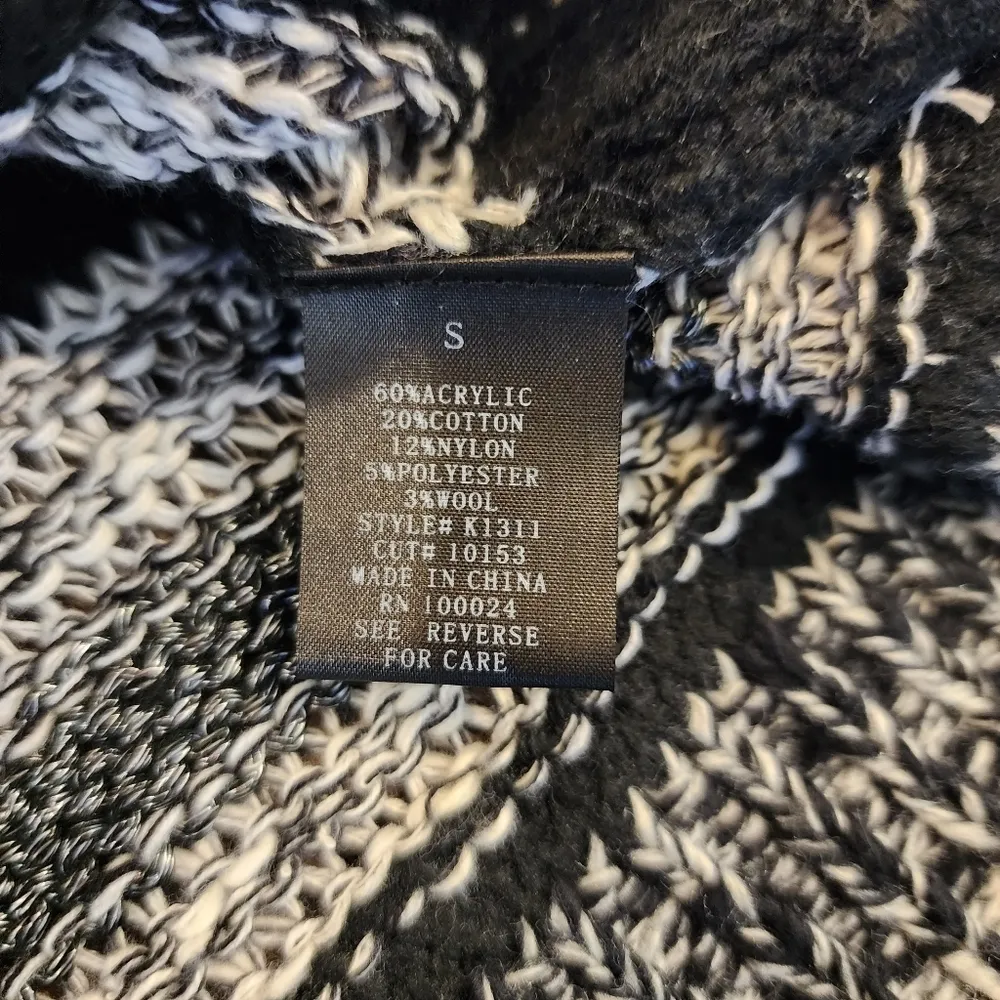 S
60%ACRYLIC
20%COTTON
12%NYLON
5%POLYESTER
3%WOOL
STYLE# K1311
CUT# 10153
MADE IN CHINA
RN 100024
SEE REVERSE
FOR CARE